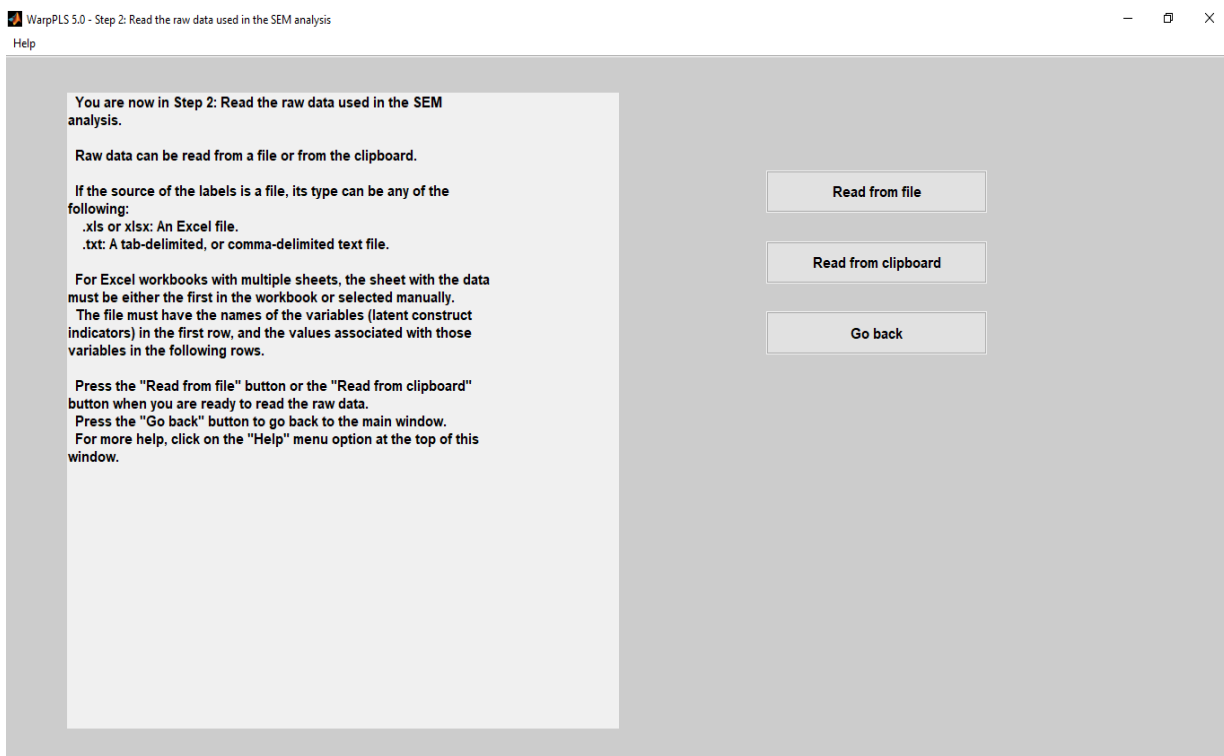 WarpPLS 5.0 - Step 2: Read the raw data used in the SEM analysis
Help
You are now in Step 2: Read the raw data used in the SEM
analysis.
Raw data can be read from a file or from the clipboard.
If the source of the labels is a file, its type can be any of the
following:
.xls or xlsx: An Excel file.
.txt: A tab-delimited, or comma-delimited text file.
For Excel workbooks with multiple sheets, the sheet with the data
must be either the first in the workbook or selected manually.
The file must have the names of the variables (latent construct
indicators) in the first row, and the values associated with those
variables in the following rows.
Press the "Read from file" button or the "Read from clipboard"
button when you are ready to read the raw data.
Press the "Go back" button to go back to the main window.
For more help, click on the "Help" menu option at the top of this
window.
Read from file
Read from clipboard
Go back